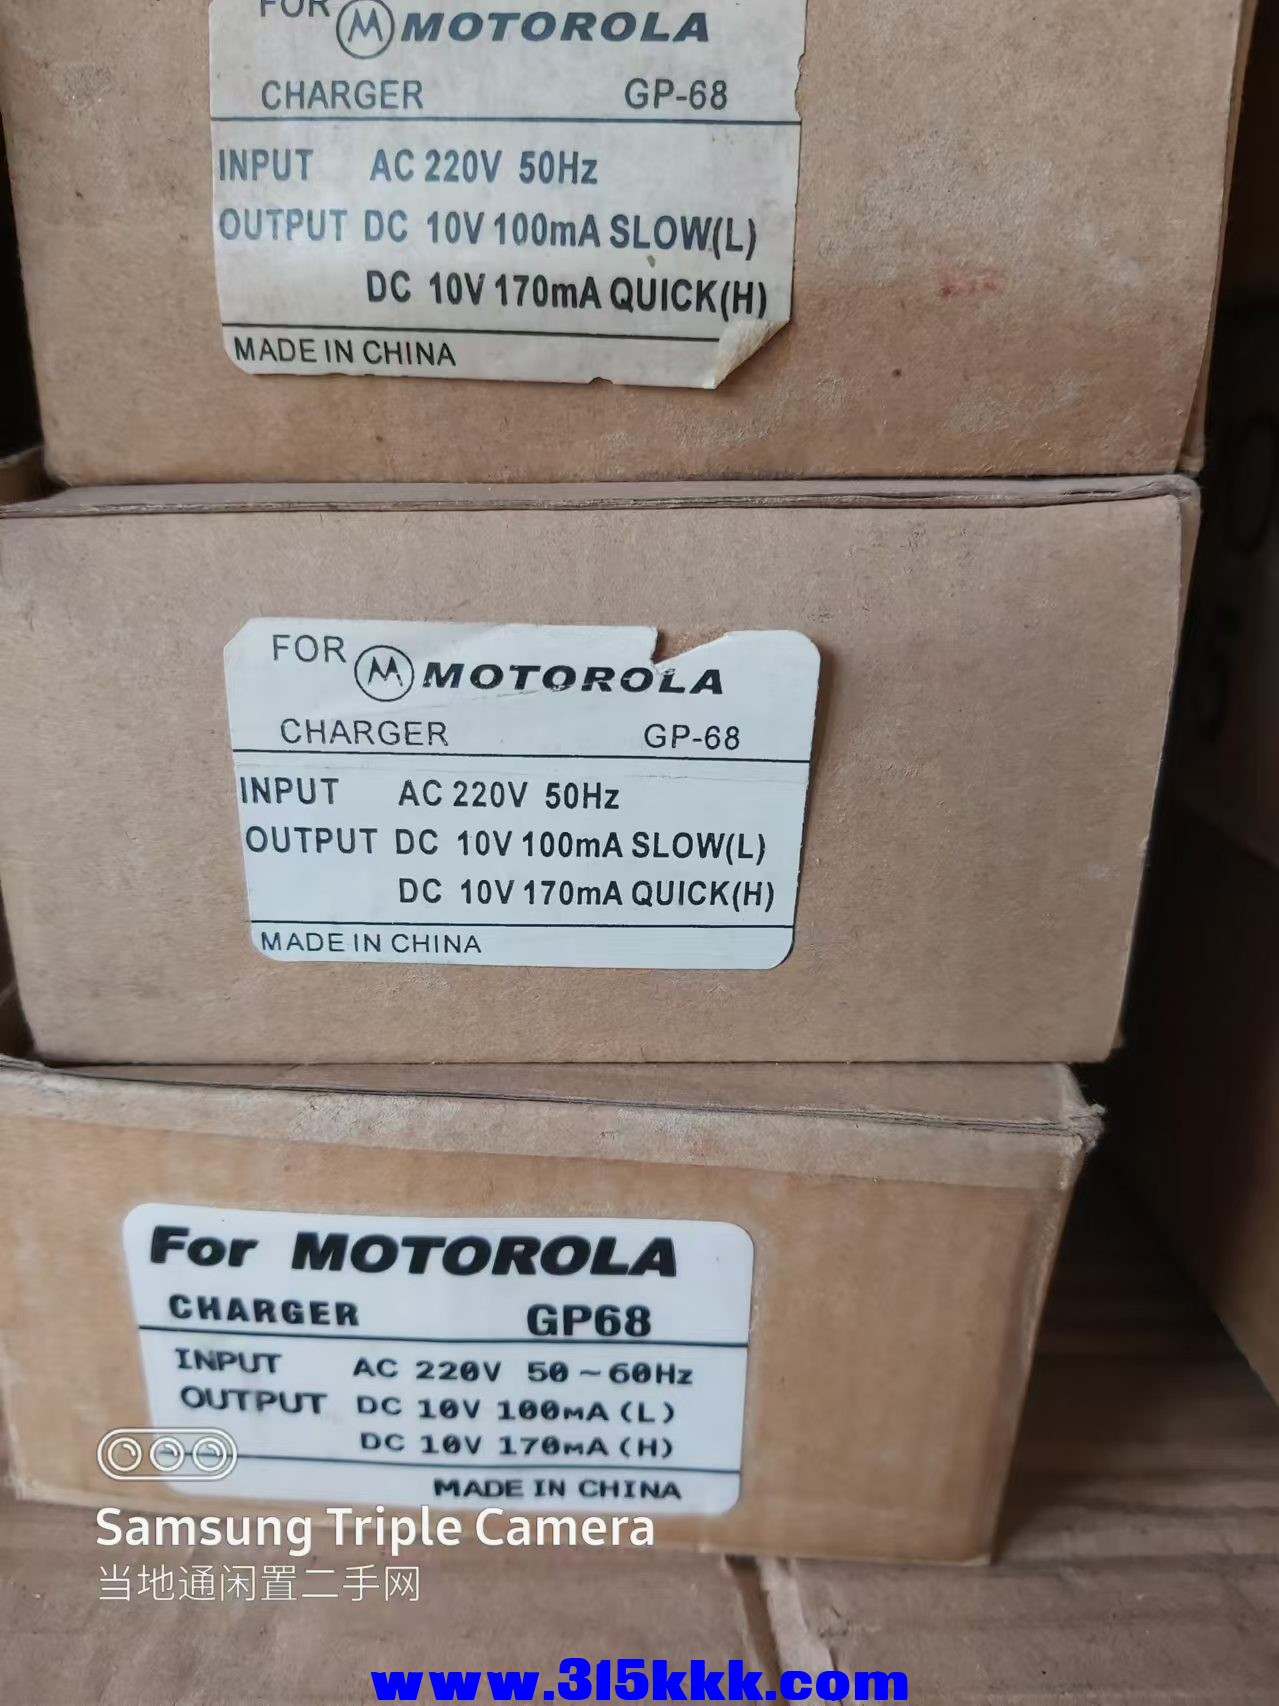 FOR MOTOROLA
CHARGER GP-68
INPUT AC 220V 50Hz
OUTPUT DC 10V 100mA SLOW(L)
DC 10V 170mA QUICK(H)
MADE IN CHINA
FOR MOTOROLA
CHARGER GP-68
INPUT AC 220V 50Hz
OUTPUT DC 10V 100mA SLOW(L)
DC 10V 170mA QUICK(H)
MADE IN CHINA
For MOTOROLA
CHARGER GP68
INPUT AC 220V 50~60Hz
OUTPUT DC 10V 100mA (L)
DC 10V 170mA (H)
MADE IN CHINA
Samsung Triple Camera
当地通闲置二手网
www.315kkk.com